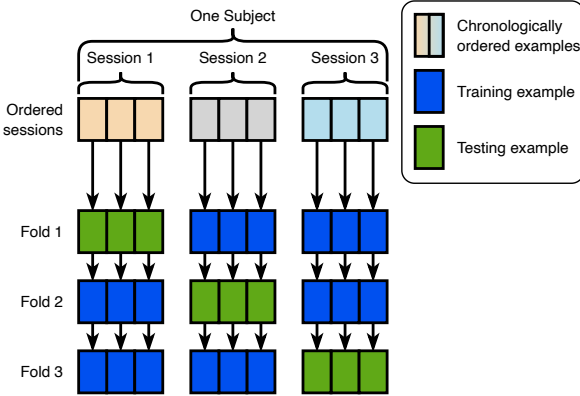 One Subject
Session 1
Session 2
Session 3
Ordered
sessions
Fold 1
Fold 2
Fold 3
Chronologically
ordered examples
Training example
Testing example